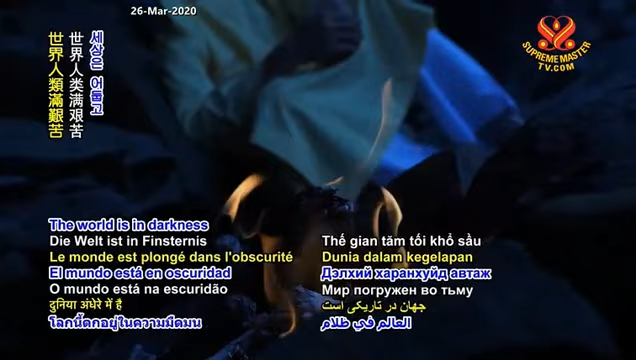 26-Mar-2020
SUPREME MASTER
TV.COM
세상은 어둡고
世界人类满艰苦
世界人類滿艱苦
The world is in darkness
Die Welt ist in Finsternis
Le monde est plongé dans l'obscurité
El mundo está en oscuridad
O mundo está na escuridão
दुनिया अंधेरे में है
โลกนี้ตกอยู่ในความมืดมน
Thế gian tăm tối khổ sầu
Dunia dalam kegelapan
Дэлхий харанхуйд автаж
Мир погружен во тьму
جهان در تاریکی است
العالم في ظلام